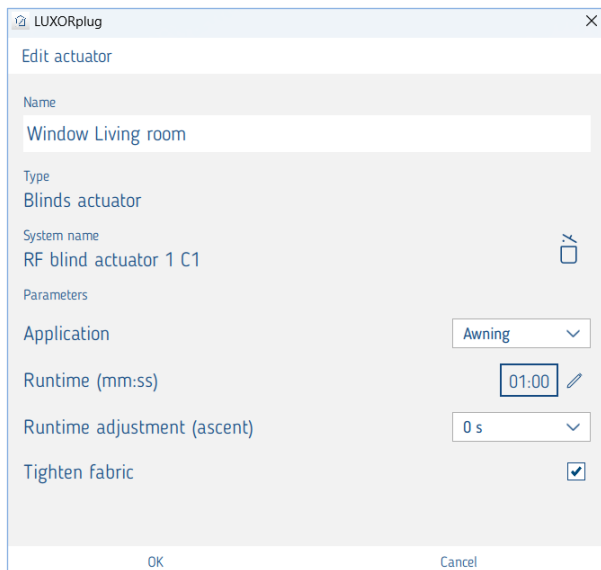 LUXORplug
Edit actuator
Name
Window Living room
Type
Blinds actuator
System name
RF blind actuator 1 C1
Parameters
Application Awning
Runtime (mm:ss) 01:00
Runtime adjustment (ascent) 0 s
Tighten fabric
OK Cancel